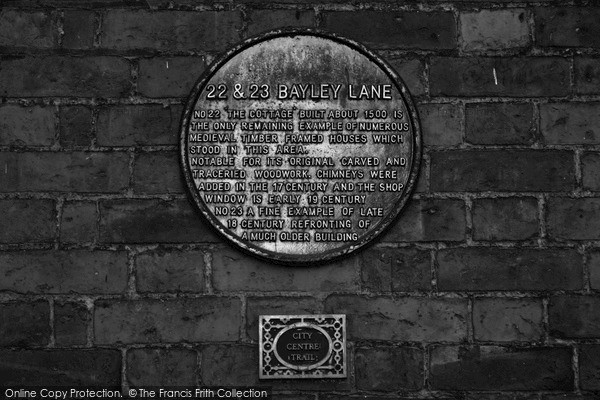 22 & 23 BAYLEY LANE
NO.22 THE COTTAGE BUILT ABOUT 1500 IS
THE ONLY REMAINING EXAMPLE OF NUMEROUS
MEDIEVAL TIMBER FRAMED HOUSES WHICH
STOOD IN THIS AREA.
NOTABLE FOR ITS ORIGINAL CARVED AND
TRACERIED WOODWORK. CHIMNEYS WERE
ADDED IN THE 17 CENTURY AND THE SHOP
WINDOW IS EARLY 19 CENTURY
NO.23 A FINE EXAMPLE OF LATE
18 CENTURY REFRONTING OF
A MUCH OLDER BUILDING
CITY
CENTRE
TRAIL
Online Copy Protection. © The Francis Frith Collection